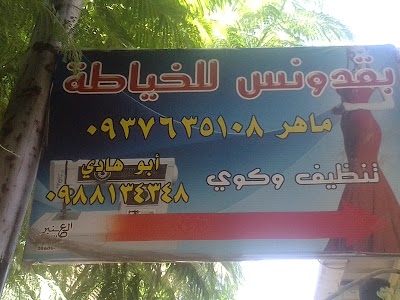 بقدونس للخياطة
ماهر ٠٩٣٧٦٣٥١٠٨
تنظيف وكوي
أبو هادي
٠٩٨٨١٣٤٣٤٨